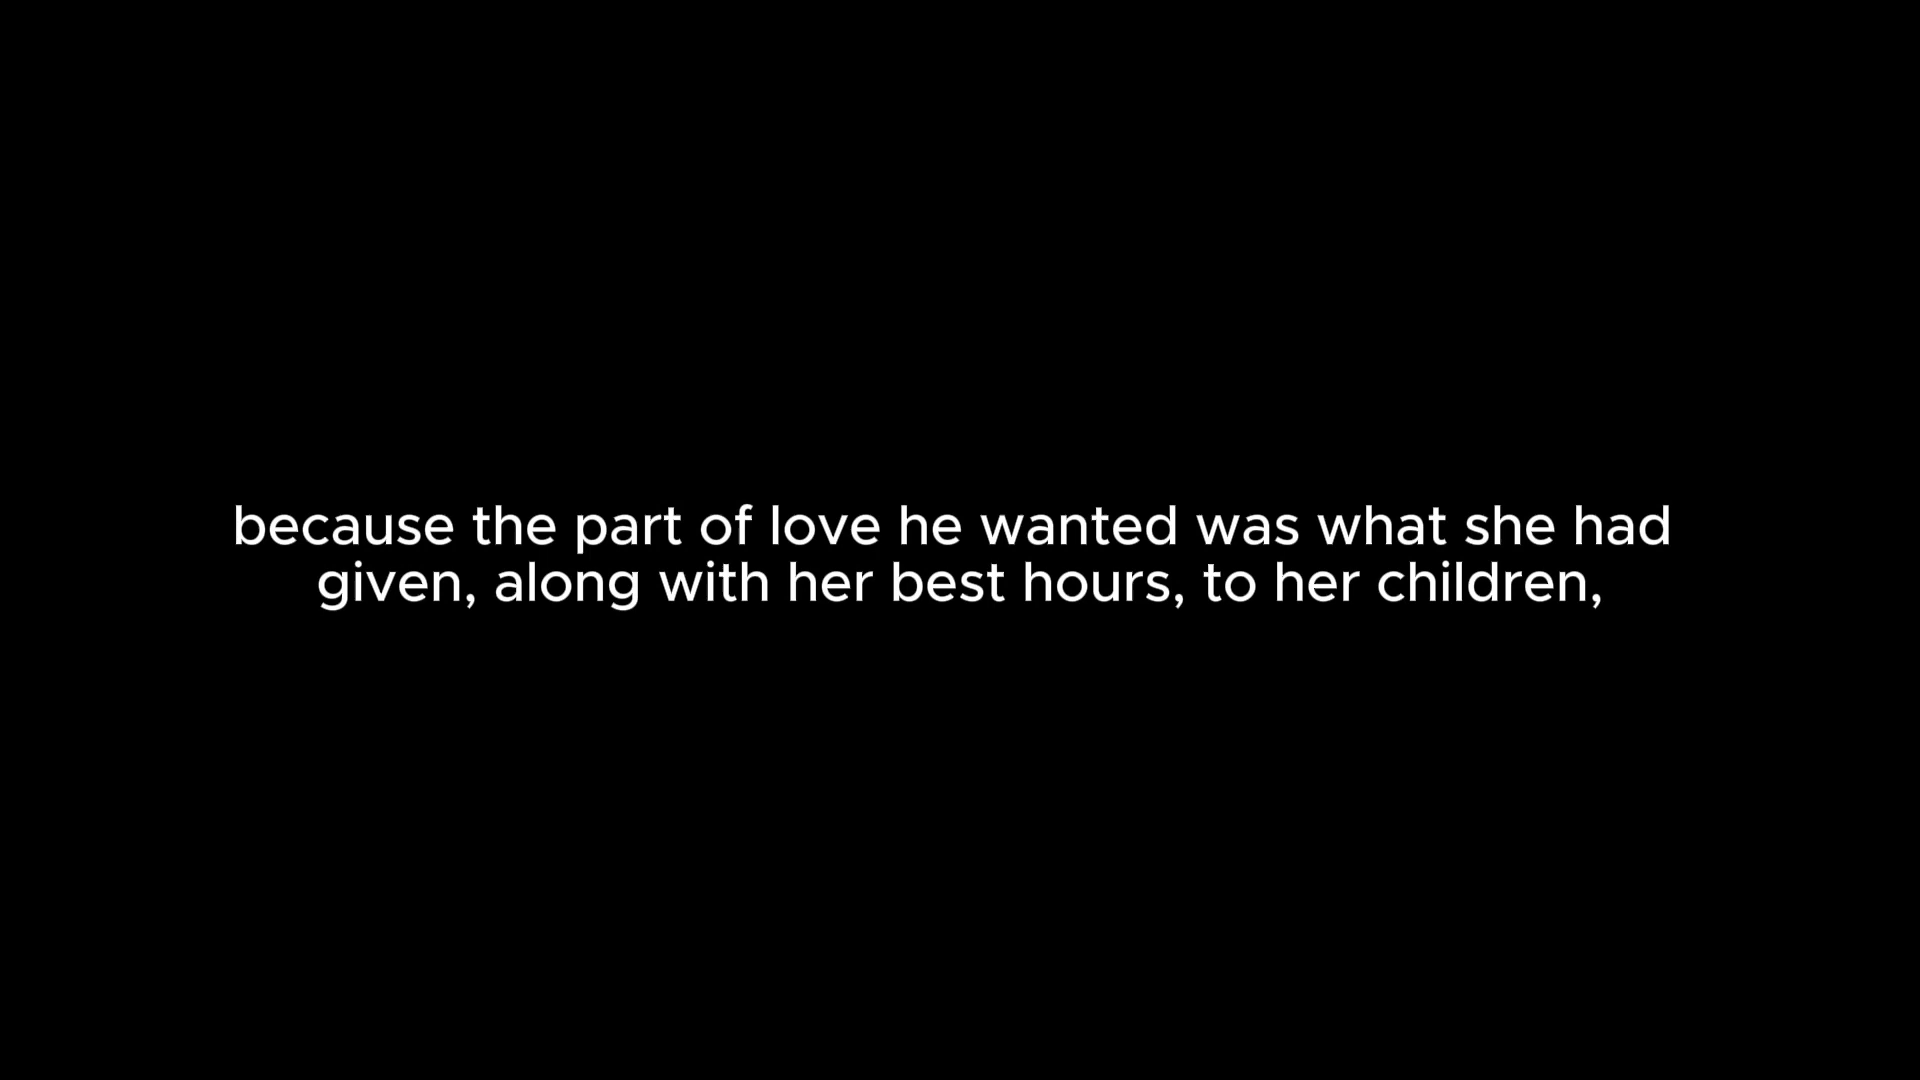 because the part of love he wanted was what she had
given, along with her best hours, to her children,